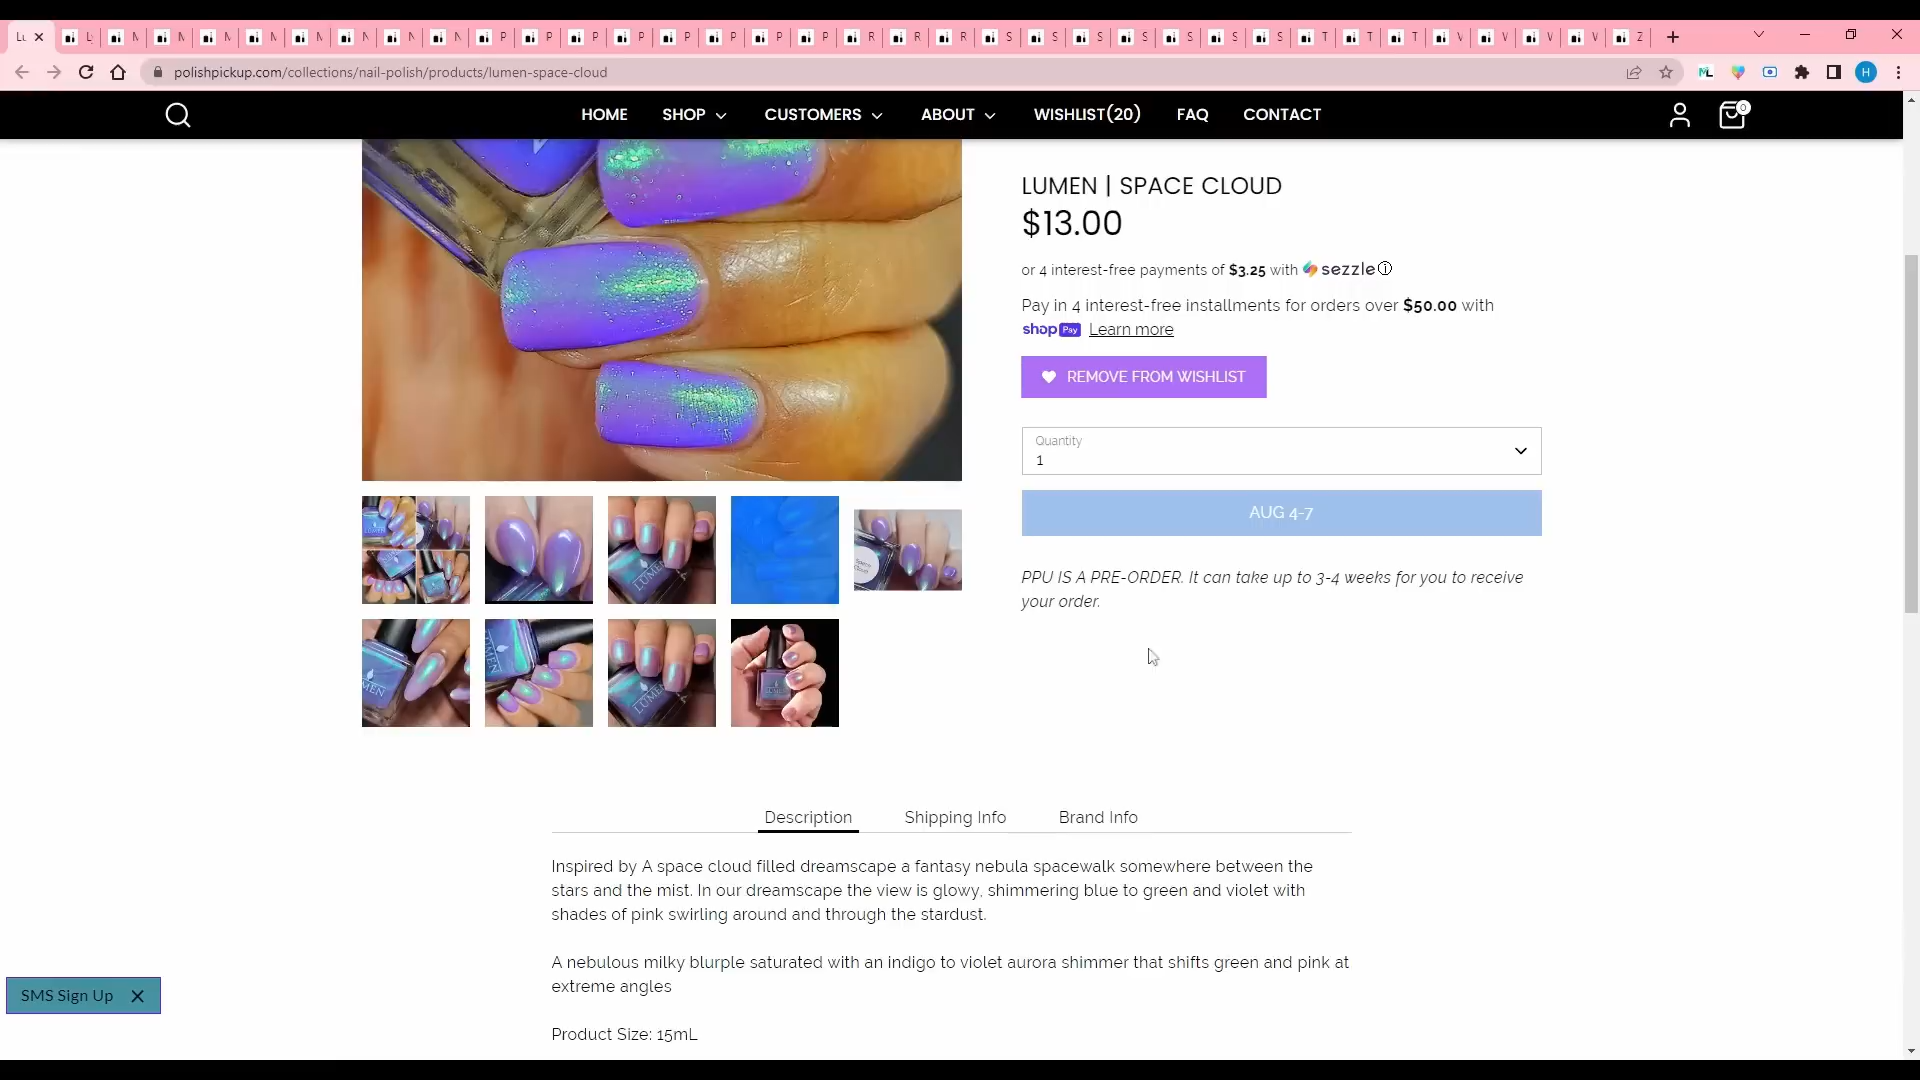 polishpickup.com/collections/nail-polish/products/lumen-space-cloud
H
HOME
SHOP
CUSTOMERS
ABOUT
WISHLIST(20)
FAQ
CONTACT
0
LUMEN | SPACE CLOUD
$13.00
or 4 interest-free payments of $3.25 with sezzle
Pay in 4 interest-free installments for orders over $50.00 with
shop Pay Learn more
REMOVE FROM WISHLIST
Quantity
1
AUG 4-7
PPU IS A PRE-ORDER. It can take up to 3-4 weeks for you to receive
your order.
Description
Shipping Info
Brand Info
Inspired by A space cloud filled dreamscape a fantasy nebula spacewalk somewhere between the
stars and the mist. In our dreamscape the view is glowy, shimmering blue to green and violet with
shades of pink swirling around and through the stardust.
A nebulous milky blurple saturated with an indigo to violet aurora shimmer that shifts green and pink at
extreme angles
Product Size: 15mL
SMS Sign Up